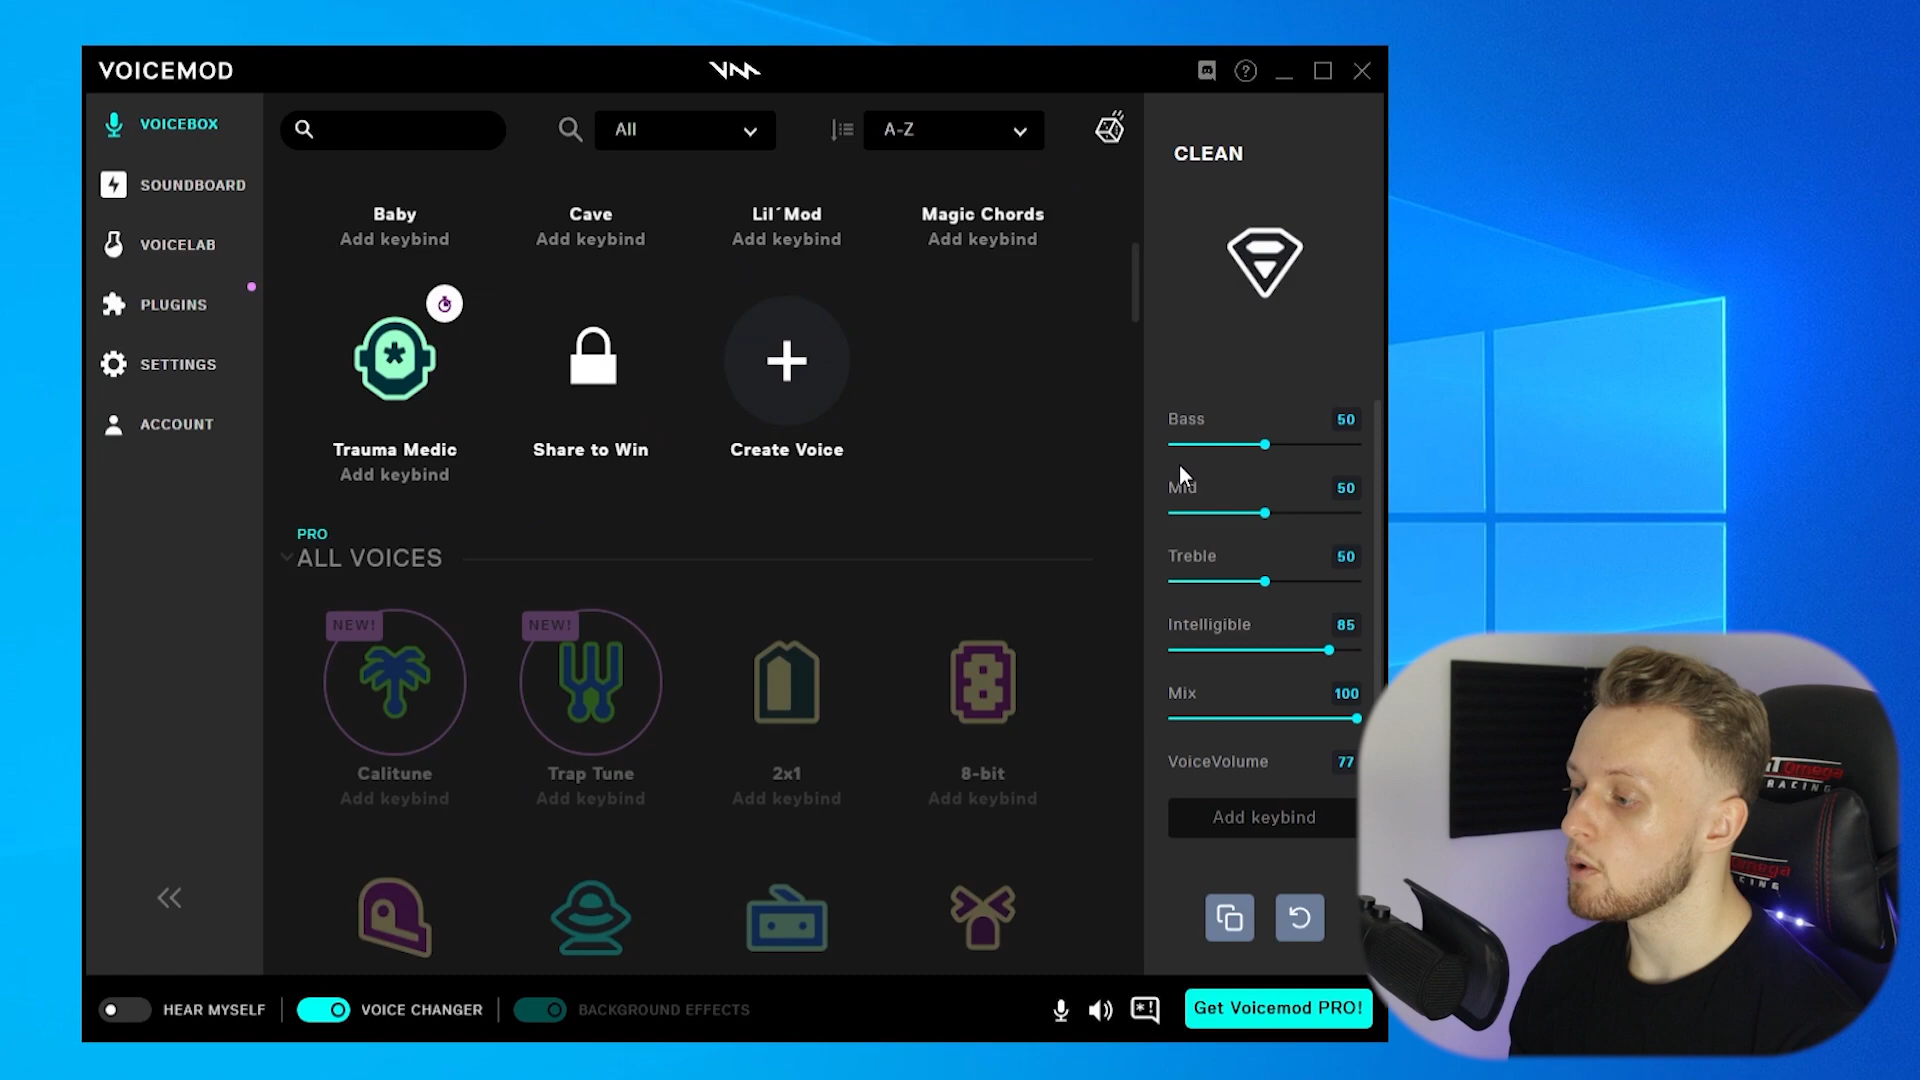 VOICEMOD
VOICEBOX
SOUNDBOARD
VOICELAB
PLUGINS
SETTINGS
ACCOUNT
All
A-Z
Baby
Add keybind
Cave
Add keybind
Lil´Mod
Add keybind
Magic Chords
Add keybind
Trauma Medic
Add keybind
Share to Win
Create Voice
PRO
ALL VOICES
NEW!
Calitune
Add keybind
NEW!
Trap Tune
Add keybind
2x1
Add keybind
8-bit
Add keybind
CLEAN
Bass 50
Mid 50
Treble 50
Intelligible 85
Mix 100
VoiceVolume 77
Add keybind
HEAR MYSELF
VOICE CHANGER
BACKGROUND EFFECTS
Get Voicemod PRO!
omega
RACING